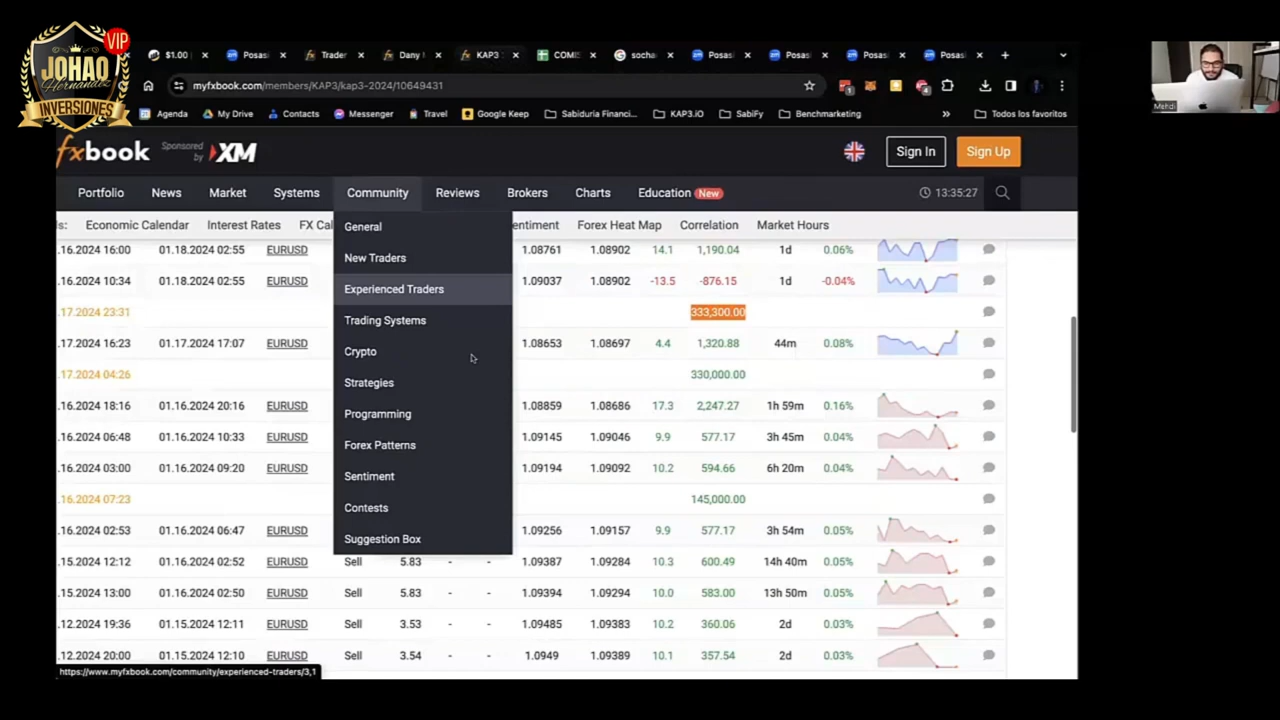 VIP
JOHAO
Hernandez
INVERSIONES
$1.00
Posas
Trader
Dany
KAP3
COMIS
socha
Posas
Posas
Posas
Posas
myfxbook.com/members/KAP3/kap3-2024/10649431
Agenda My Drive Contacts Messenger Travel Google Keep Sabiduria Financi... KAP3.iO SabiFy Benchmarketing » Todos los favoritos
Mehdi
fxbook Sponsored by XM Sign In Sign Up
Portfolio News Market Systems Community Reviews Brokers Charts Education New 13:35:27
ls: Economic Calendar Interest Rates FX Cal entiment Forex Heat Map Correlation Market Hours
General
New Traders
Experienced Traders
Trading Systems
Crypto
Strategies
Programming
Forex Patterns
Sentiment
Contests
Suggestion Box
.16.2024 16:00 01.18.2024 02:55 EURUSD 1.08761 1.08902 14.1 1,190.04 1d 0.06%
.16.2024 10:34 01.18.2024 02:55 EURUSD 1.09037 1.08902 -13.5 -876.15 1d -0.04%
.17.2024 23:31 333,300.00
.17.2024 16:23 01.17.2024 17:07 EURUSD 1.08653 1.08697 4.4 1,320.88 44m 0.08%
.17.2024 04:26 330,000.00
.16.2024 18:16 01.16.2024 20:16 EURUSD 1.08859 1.08686 17.3 2,247.27 1h 59m 0.16%
.16.2024 06:48 01.16.2024 10:33 EURUSD 1.09145 1.09046 9.9 577.17 3h 45m 0.04%
.16.2024 03:00 01.16.2024 09:20 EURUSD 1.09194 1.09092 10.2 594.66 6h 20m 0.04%
.16.2024 07:23 145,000.00
.16.2024 02:53 01.16.2024 06:47 EURUSD 1.09256 1.09157 9.9 577.17 3h 54m 0.05%
.15.2024 12:12 01.16.2024 02:52 EURUSD Sell 5.83 - - 1.09387 1.09284 10.3 600.49 14h 40m 0.05%
.15.2024 13:00 01.16.2024 02:50 EURUSD Sell 5.83 - - 1.09394 1.09294 10.0 583.00 13h 50m 0.05%
.12.2024 19:36 01.15.2024 12:11 EURUSD Sell 3.53 - - 1.09485 1.09383 10.2 360.06 2d 0.03%
.12.2024 20:00 01.15.2024 12:10 EURUSD Sell 3.54 - - 1.0949 1.09389 10.1 357.54 2d 0.03%
https://www.myfxbook.com/community/experienced-traders/3,1